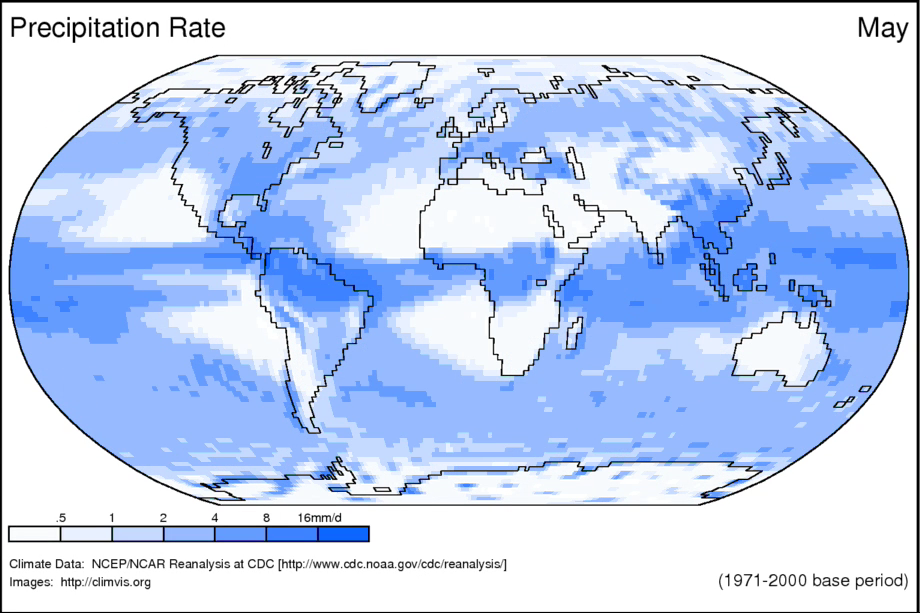 Precipitation Rate May
.5 1 2 4 8 16mm/d
Climate Data: NCEP/NCAR Reanalysis at CDC [http://www.cdc.noaa.gov/cdc/reanalysis/]
Images: http://climvis.org
(1971-2000 base period)